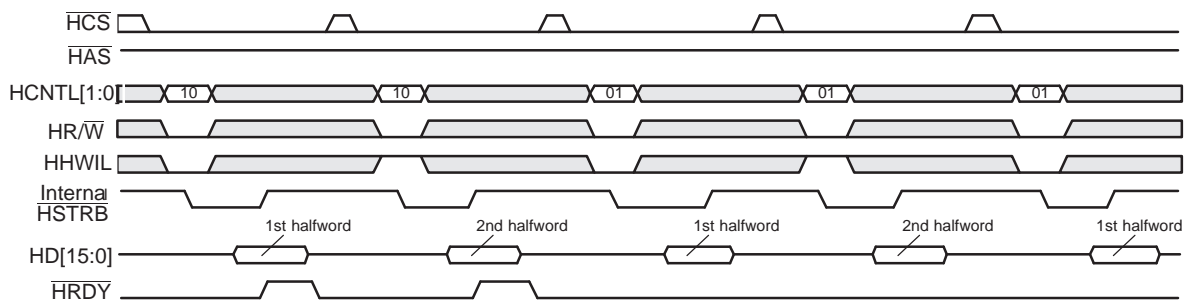 HCS
HAS
HCNTL[1:0] 10 10 01 01 01
HR/W
HHWIL
Internal
HSTRB
1st halfword 2nd halfword 1st halfword 2nd halfword 1st halfword
HD[15:0]
HRDY